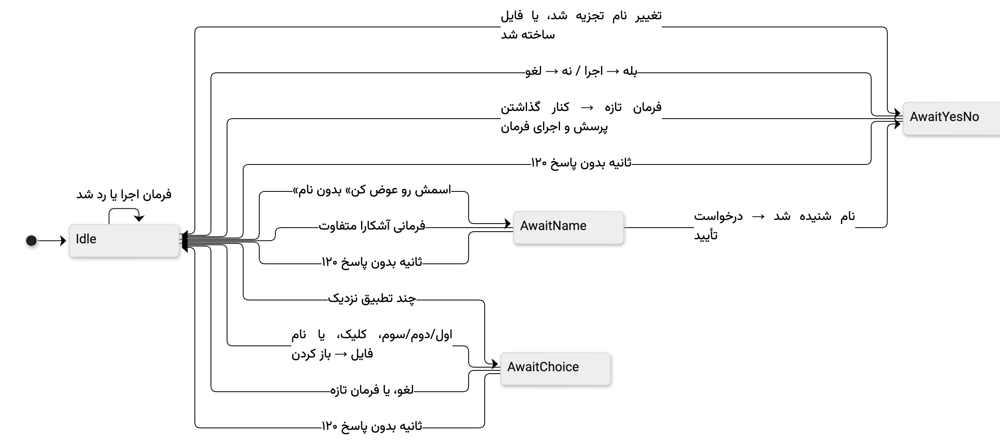 تغییر نام تجزیه شد، یا فایل
ساخته شد
بله → اجرا / نه → لغو
فرمان تازه → کنار گذاشتن
پرسش و اجرای فرمان
AwaitYesNo
ثانیه بدون پاسخ ۱۲۰
اسمش رو عوض کن» بدون نام»
فرمان اجرا یا رد شد
نام شنیده شد → درخواست
تأیید
AwaitName
فرمانی آشکارا متفاوت
Idle
ثانیه بدون پاسخ ۱۲۰
چند تطبیق نزدیک
اول/دوم/سوم، کلیک، یا نام
فایل → باز کردن
AwaitChoice
لغو، یا فرمان تازه
ثانیه بدون پاسخ ۱۲۰